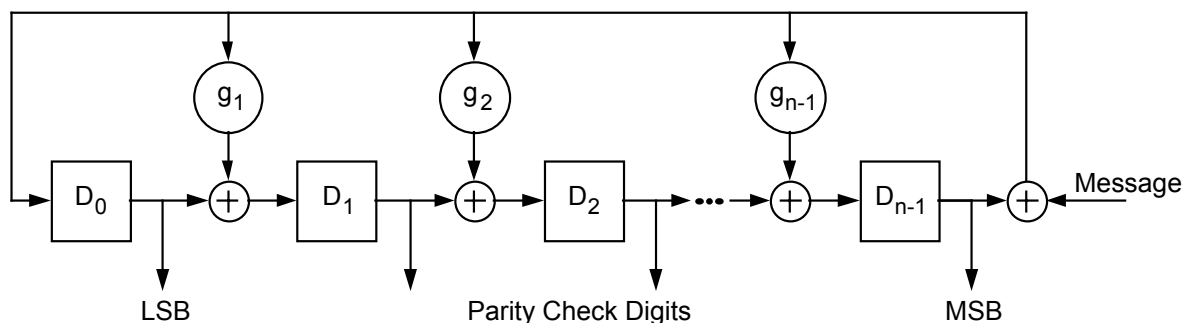 g1
g2
gn-1
D0
D1
D2
•••
Dn-1
Message
LSB
Parity Check Digits
MSB